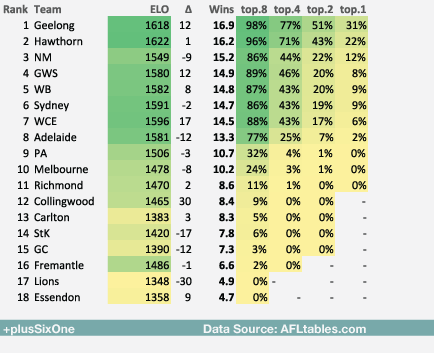 Rank Team ELO Δ Wins top.8 top.4 top.2 top.1
1 Geelong 1618 12 16.9 98% 77% 51% 31%
2 Hawthorn 1622 1 16.2 96% 71% 43% 22%
3 NM 1549 -9 15.2 86% 44% 22% 12%
4 GWS 1580 12 14.9 89% 46% 20% 8%
5 WB 1582 8 14.8 87% 43% 20% 9%
6 Sydney 1591 -2 14.7 86% 43% 19% 9%
7 WCE 1596 17 14.5 88% 43% 17% 6%
8 Adelaide 1581 -12 13.3 77% 25% 7% 2%
9 PA 1506 -3 10.7 32% 4% 1% 0%
10 Melbourne 1478 -8 10.2 24% 3% 1% 0%
11 Richmond 1470 2 8.6 11% 1% 0% 0%
12 Collingwood 1465 30 8.4 9% 0% 0% -
13 Carlton 1383 3 8.3 5% 0% 0% -
14 StK 1420 -17 7.8 6% 0% 0% -
15 GC 1390 -12 7.3 3% 0% 0% -
16 Fremantle 1486 -1 6.6 2% 0% - -
17 Lions 1348 -30 4.9 0% - - -
18 Essendon 1358 9 4.7 0% - - -
+plusSixOne Data Source: AFLtables.com